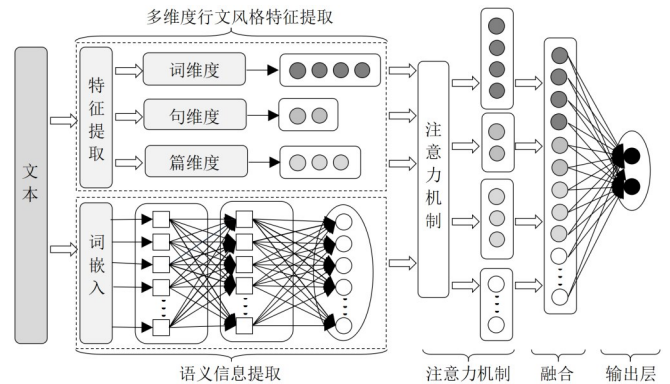 多维度行文风格特征提取
文本
特征提取
词维度
句维度
篇维度
词嵌入
注意力机制
语义信息提取
注意力机制
融合
输出层